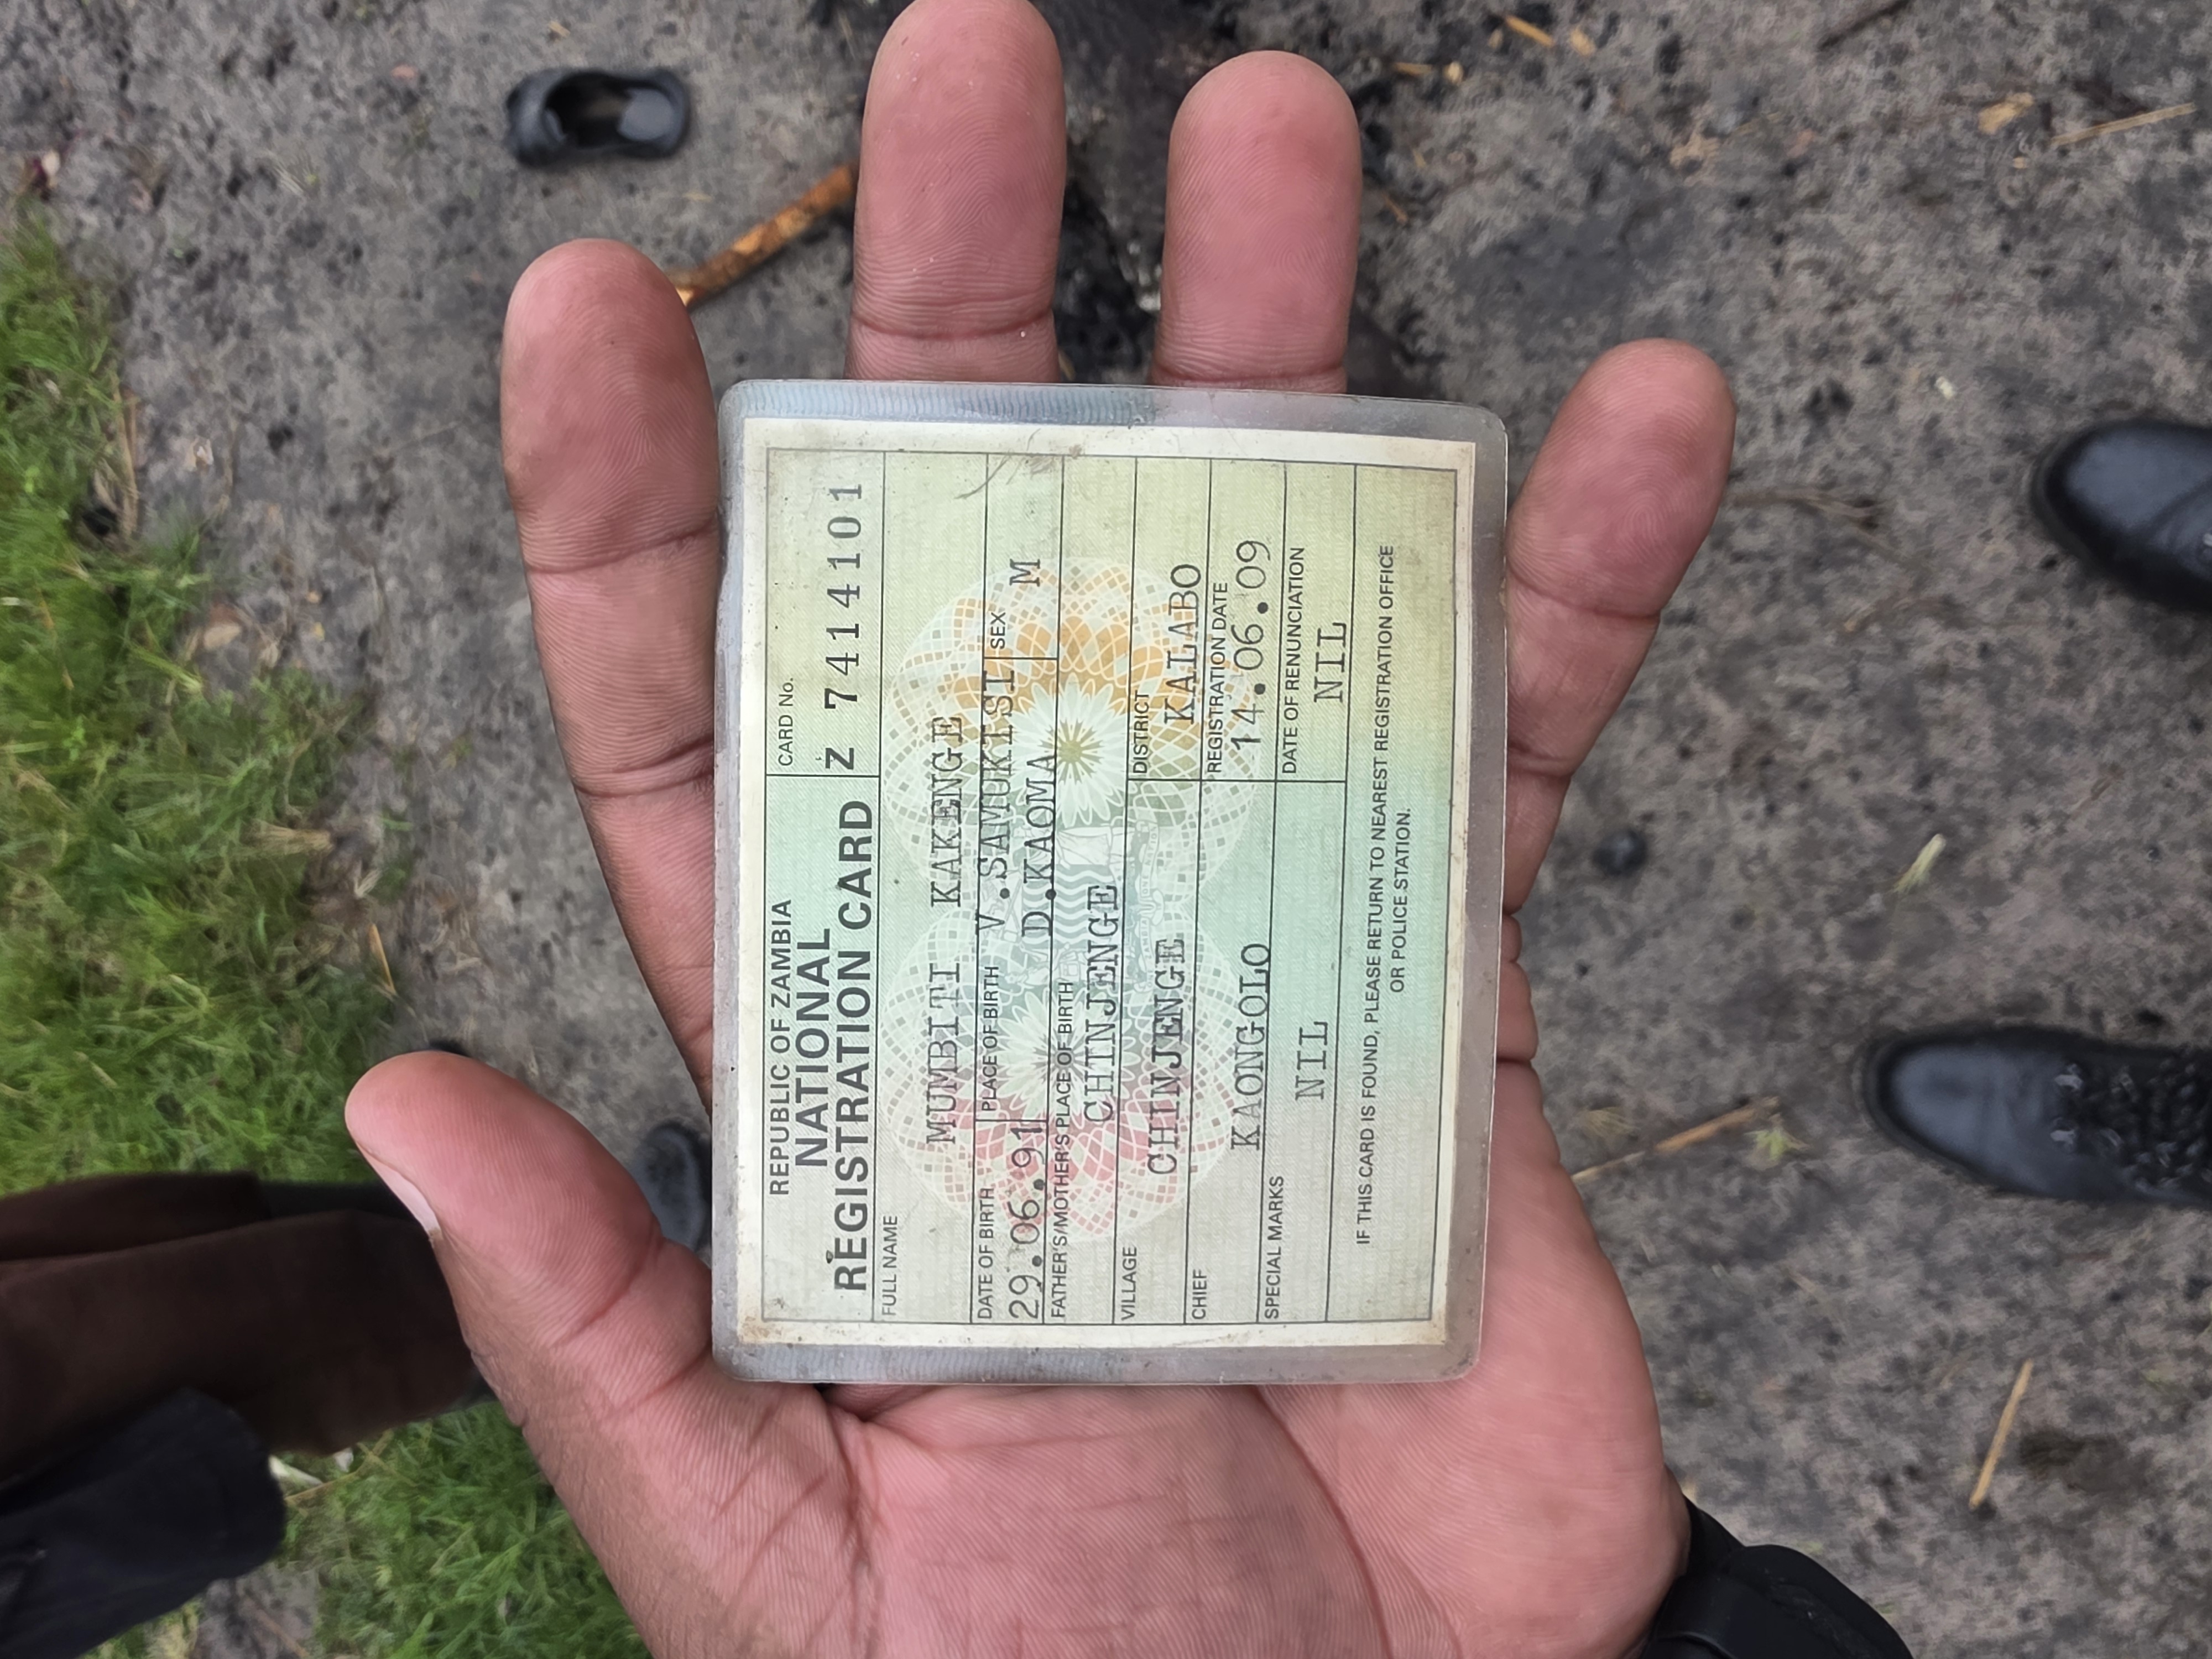 REPUBLIC OF ZAMBIA
NATIONAL
REGISTRATION CARD
CARD No.
Z 7414101
FULL NAME
MUMBITI KAKENGE
DATE OF BIRTH
29.06.91
PLACE OF BIRTH
V.SAMUKISI
D.KAOMA
SEX
M
FATHER'S/MOTHER'S PLACE OF BIRTH
CHINJENGE
VILLAGE
CHINJENGE
DISTRICT
KALABO
CHIEF
KAONGOLO
REGISTRATION DATE
14.06.09
SPECIAL MARKS
NIL
DATE OF RENUNCIATION
NIL
IF THIS CARD IS FOUND, PLEASE RETURN TO NEAREST REGISTRATION OFFICE
OR POLICE STATION.